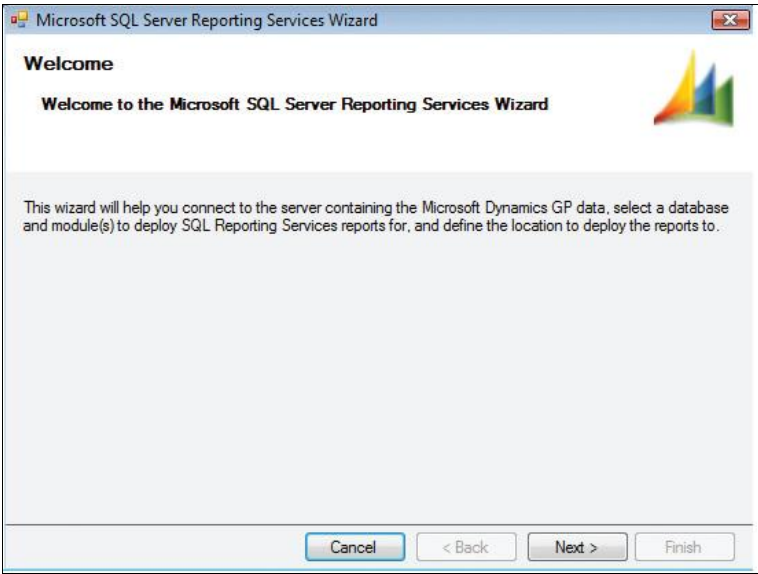 Microsoft SQL Server Reporting Services Wizard
Welcome
Welcome to the Microsoft SQL Server Reporting Services Wizard
This wizard will help you connect to the server containing the Microsoft Dynamics GP data, select a database
and module(s) to deploy SQL Reporting Services reports for, and define the location to deploy the reports to.
Cancel < Back Next > Finish